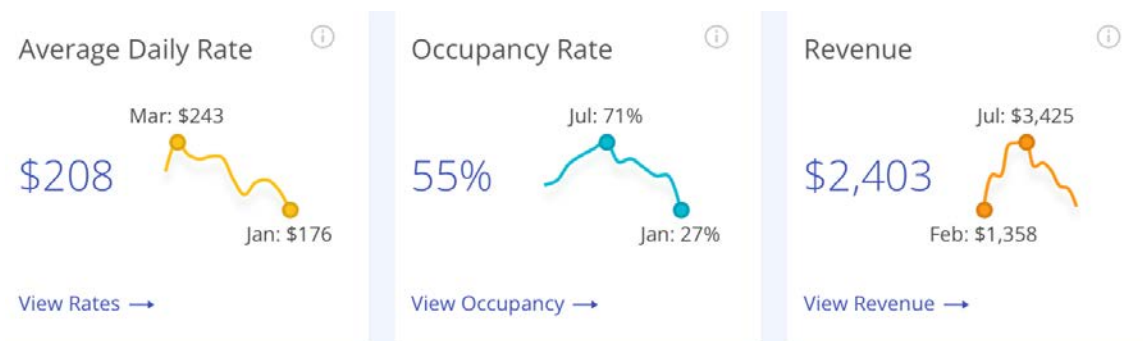 Average Daily Rate
Mar: $243
$208
Jan: $176
View Rates →
Occupancy Rate
Jul: 71%
55%
Jan: 27%
View Occupancy →
Revenue
Jul: $3,425
$2,403
Feb: $1,358
View Revenue →